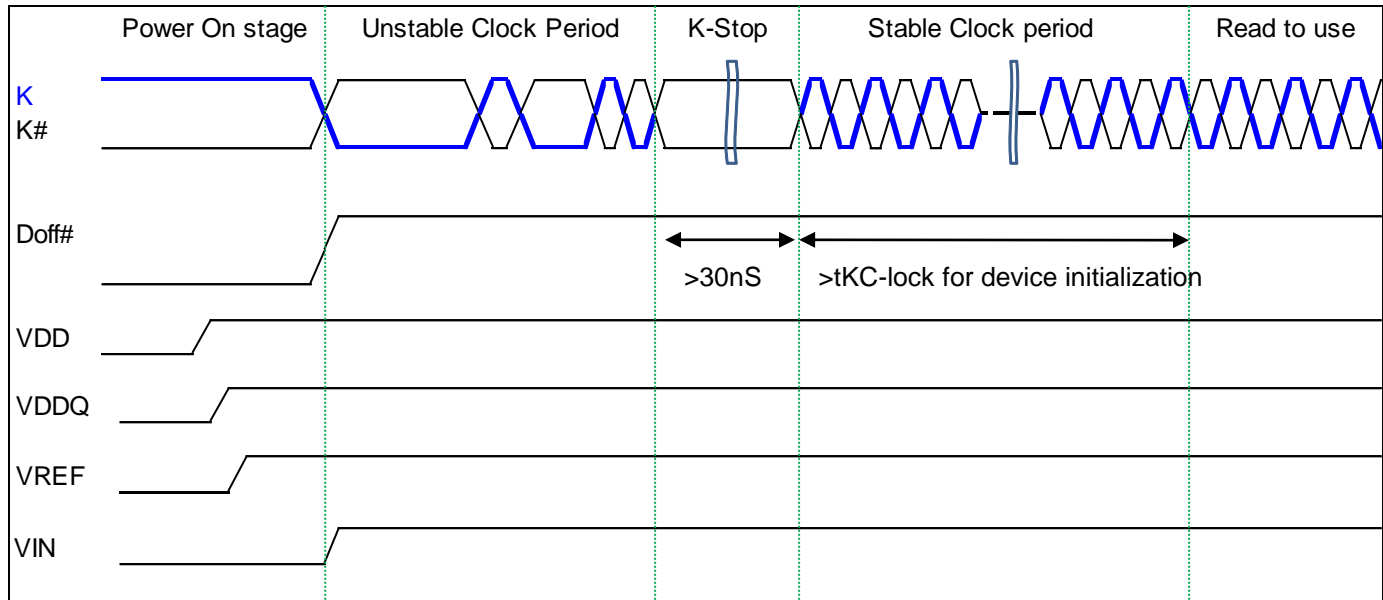 Power On stage Unstable Clock Period K-Stop Stable Clock period Read to use
K
K#
Doff#
>30nS >tKC-lock for device initialization
VDD
VDDQ
VREF
VIN